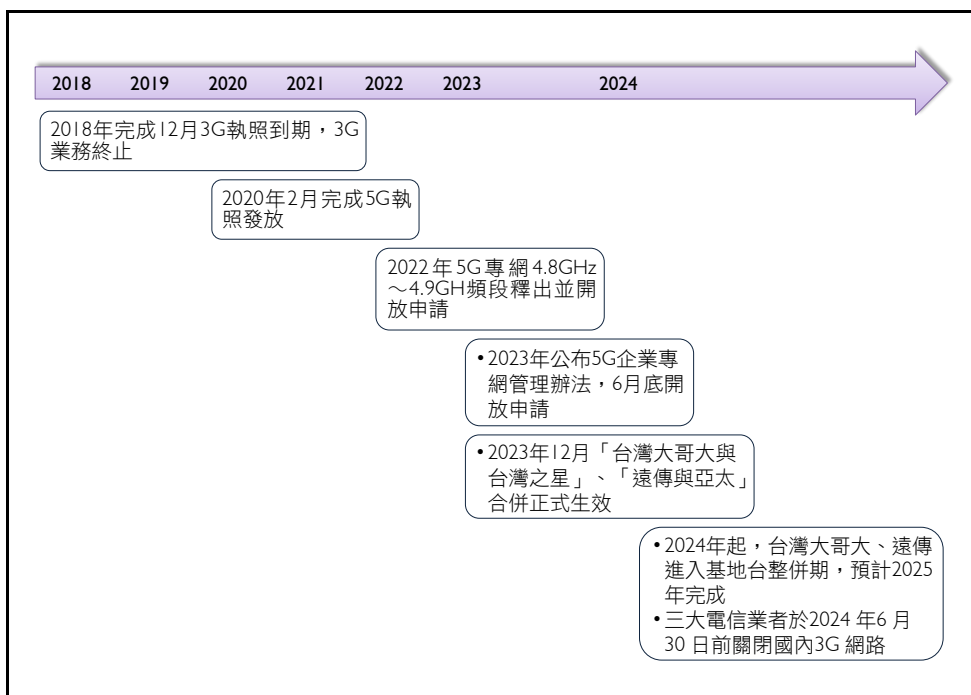 2018 2019 2020 2021 2022 2023 2024
2018年完成12月3G執照到期，3G
業務終止
2020年2月完成5G執
照發放
2022年5G專網4.8GHz
～4.9GH頻段釋出並開
放申請
•2023年公布5G企業專
網管理辦法，6月底開
放申請
•2023年12月「台灣大哥大與
台灣之星」、「遠傳與亞太」
合併正式生效
•2024年起，台灣大哥大、遠傳
進入基地台整併期，預計2025
年完成
•三大電信業者於2024 年6 月
30 日前關閉國內3G 網路